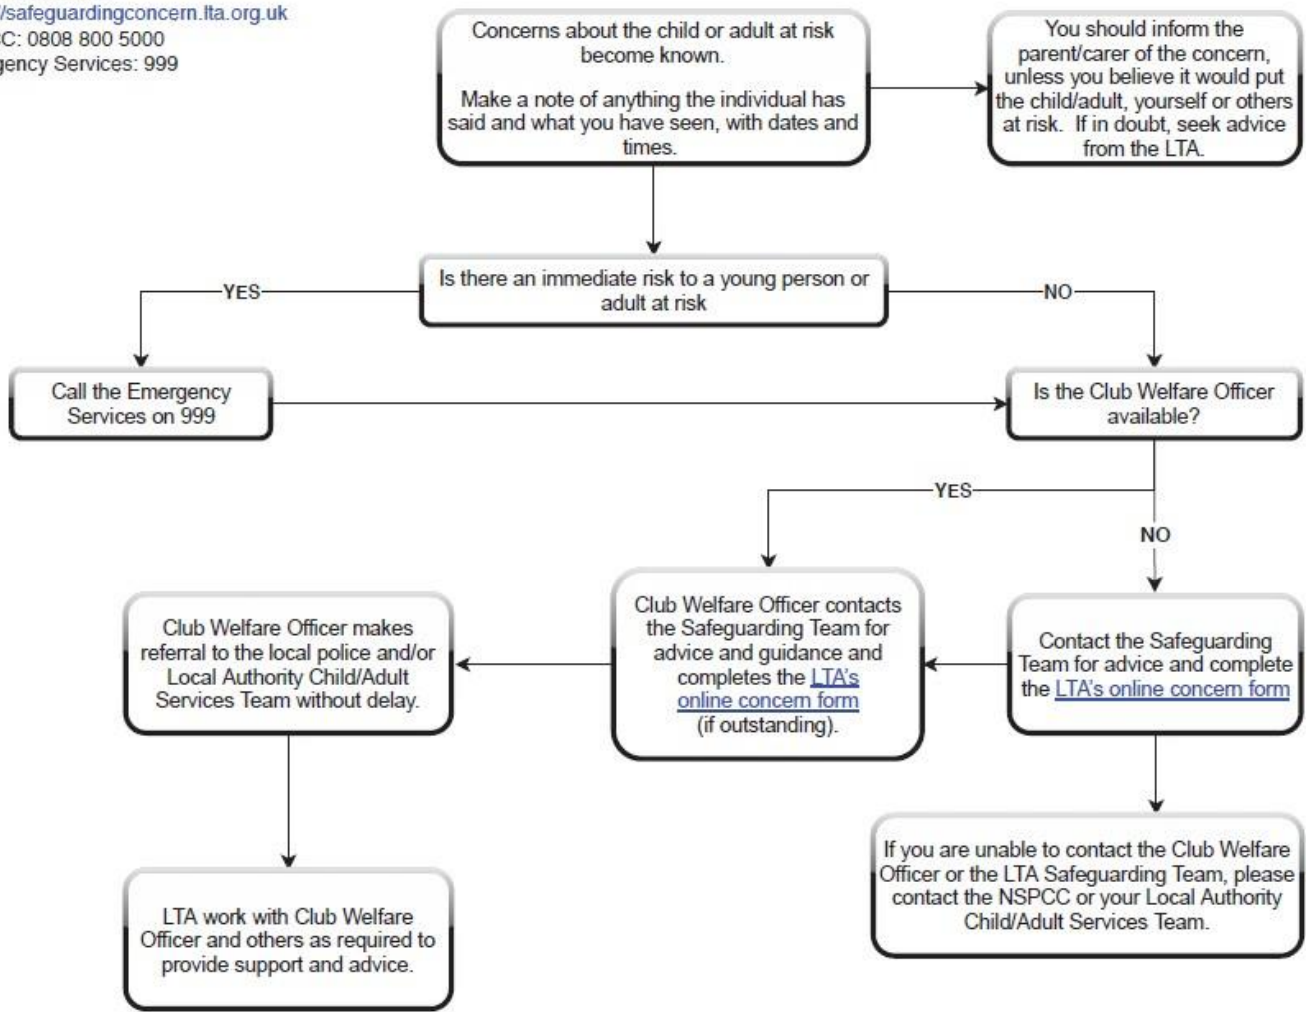 //safeguardingconcern.lta.org.uk
C: 0808 800 5000
gency Services: 999
Concerns about the child or adult at risk
become known.
Make a note of anything the individual has
said and what you have seen, with dates and
times.
You should inform the
parent/carer of the concern,
unless you believe it would put
the child/adult, yourself or others
at risk. If in doubt, seek advice
from the LTA.
Is there an immediate risk to a young person or
adult at risk
YES
NO
Call the Emergency
Services on 999
Is the Club Welfare Officer
available?
YES
NO
Club Welfare Officer makes
referral to the local police and/or
Local Authority Child/Adult
Services Team without delay.
Club Welfare Officer contacts
the Safeguarding Team for
advice and guidance and
completes the LTA's
online concern form
(if outstanding).
Contact the Safeguarding
Team for advice and complete
the LTA's online concern form
LTA work with Club Welfare
Officer and others as required to
provide support and advice.
If you are unable to contact the Club Welfare
Officer or the LTA Safeguarding Team, please
contact the NSPCC or your Local Authority
Child/Adult Services Team.